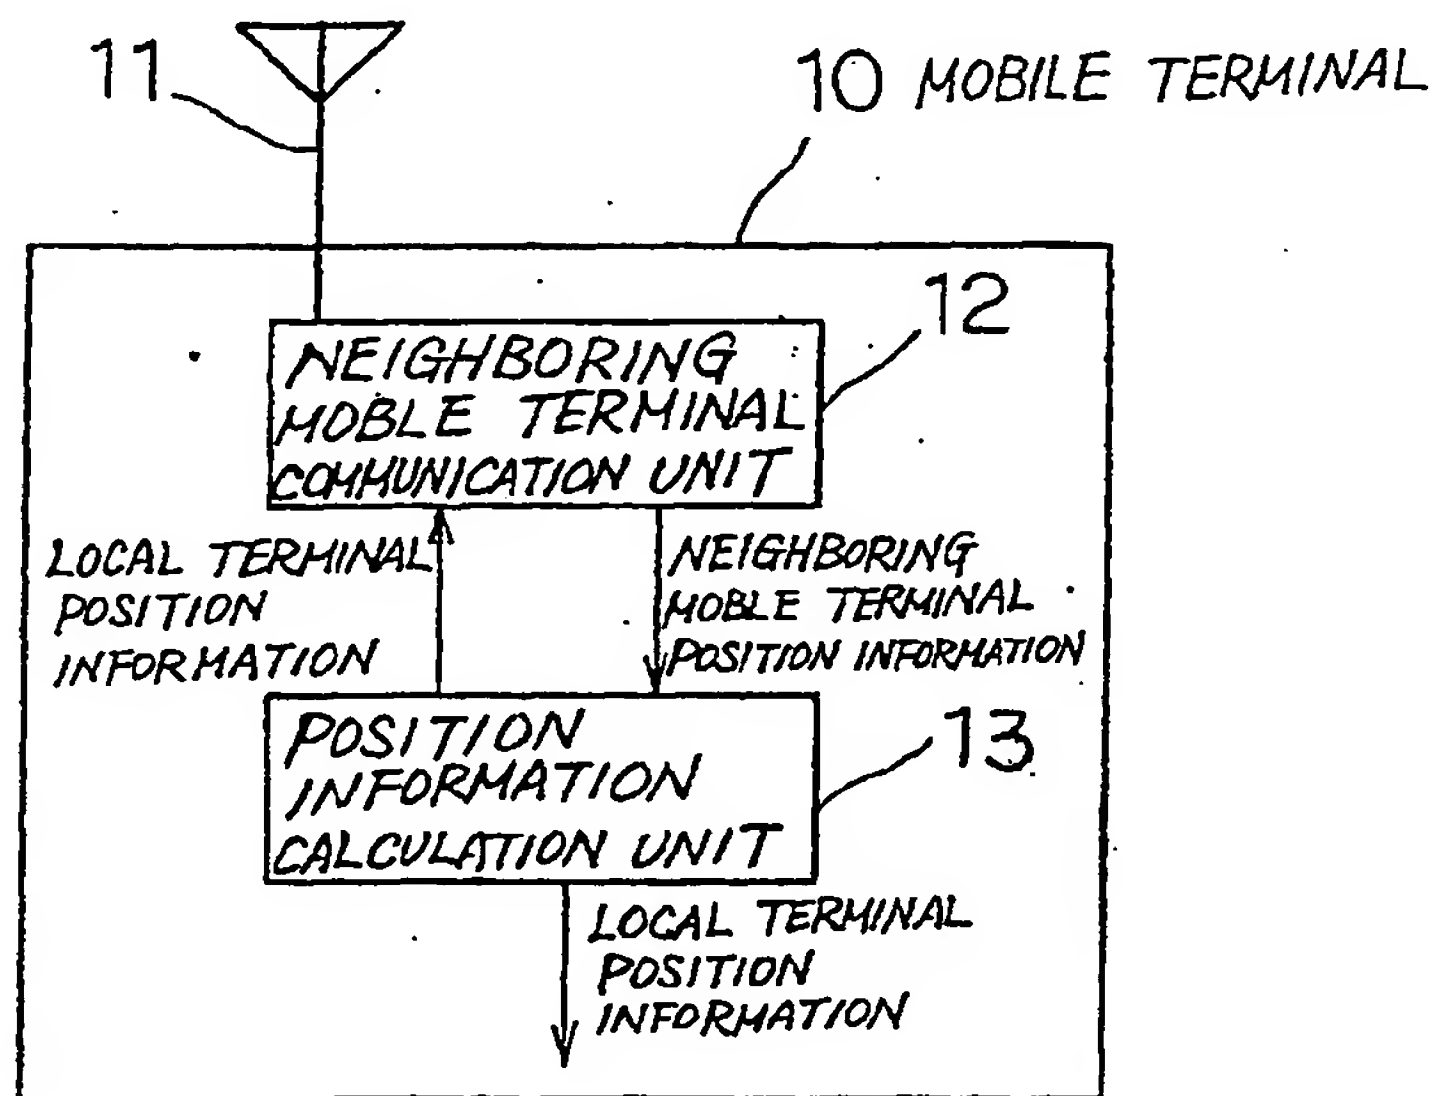 11
10 MOBILE TERMINAL
12
NEIGHBORING
MOBLE TERMINAL
COMMUNICATION UNIT
LOCAL TERMINAL
POSITION
INFORMATION
NEIGHBORING
MOBLE TERMINAL
POSITION INFORMATION
13
POSITION
INFORMATION
CALCULATION UNIT
LOCAL TERMINAL
POSITION
INFORMATION